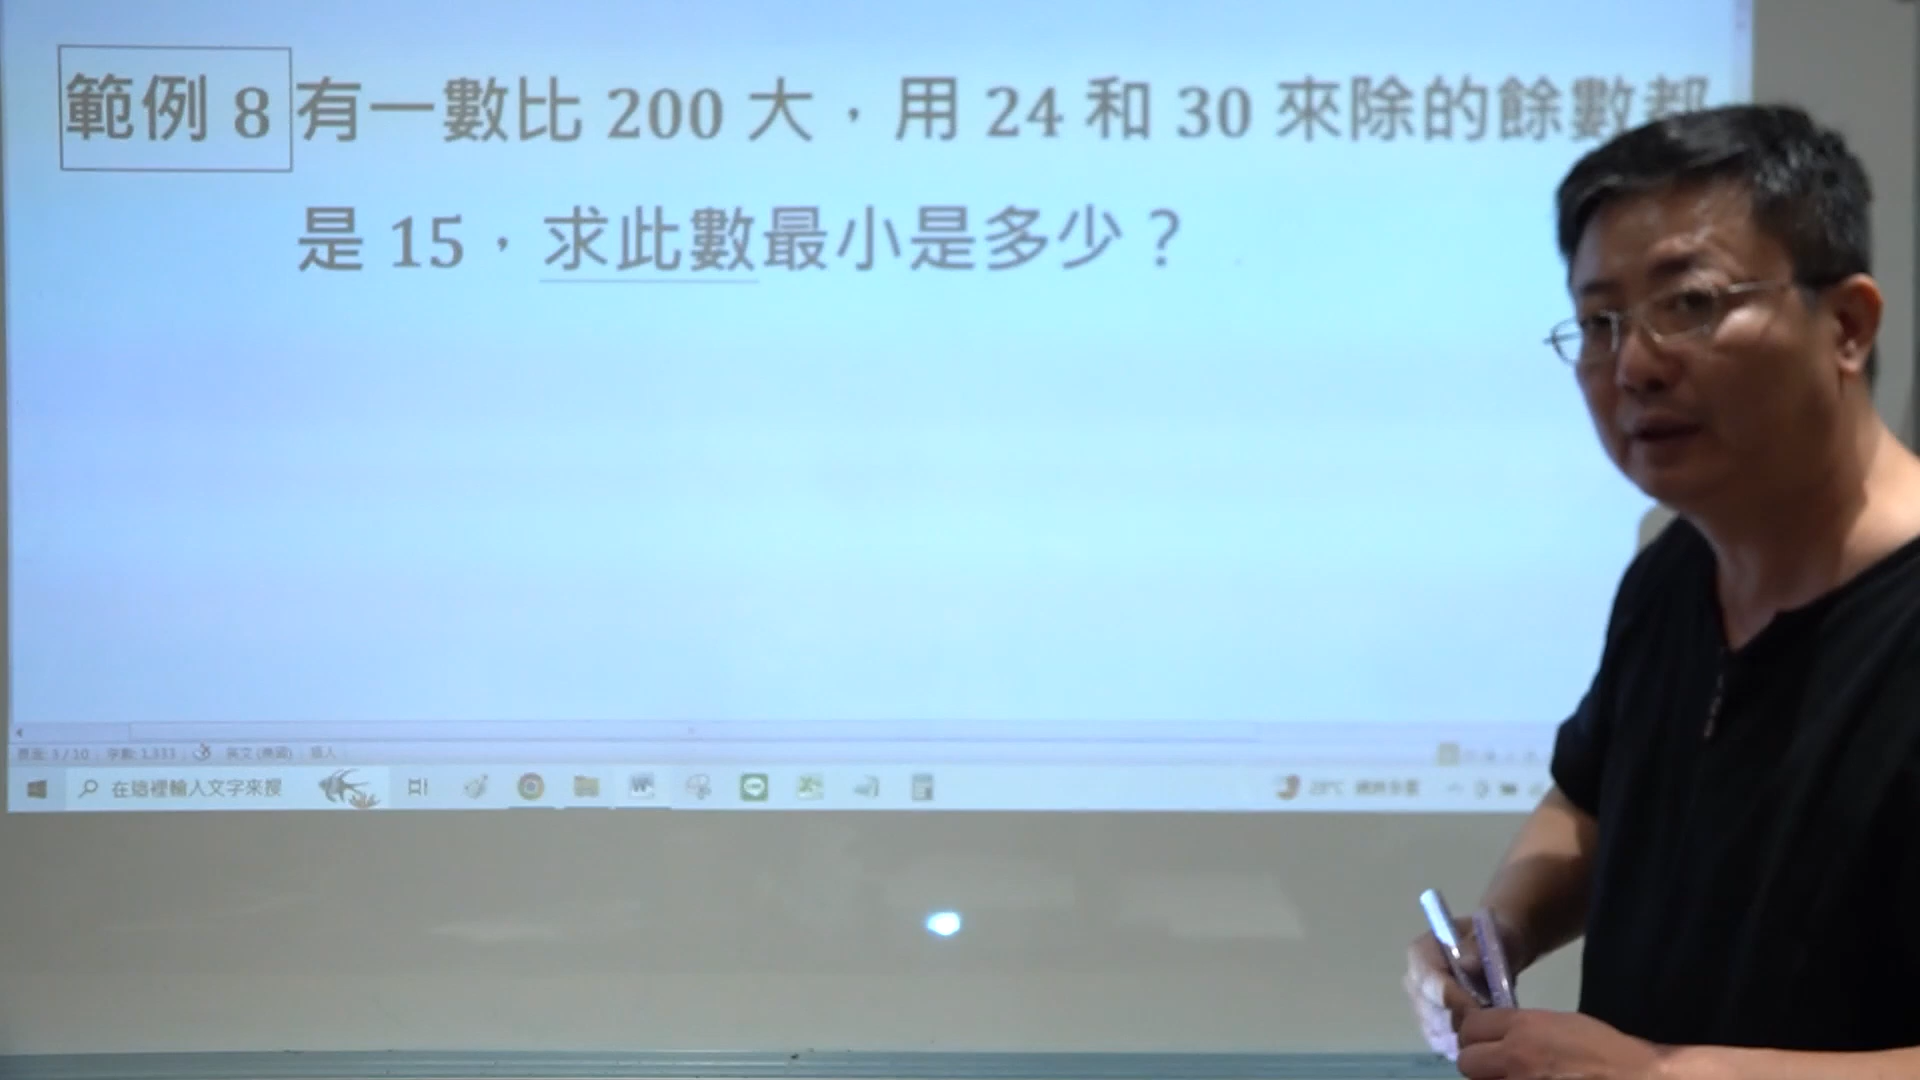 範例 8 有一數比 200 大，用 24 和 30 來除的餘數都
是 15，求此數最小是多少？
在這裡輸入文字來搜